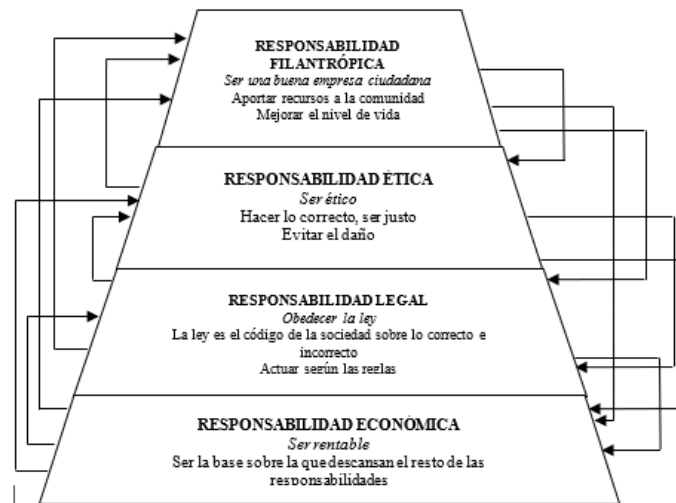 RESPONSABILIDAD
FILANTRÓPICA
Ser una buena empresa ciudadana
Aportar recursos a la comunidad
Mejorar el nivel de vida
RESPONSABILIDAD ÉTICA
Ser ético
Hacer lo correcto, ser justo
Evitar el daño
RESPONSABILIDAD LEGAL
Obedecer la ley
La ley es el código de la sociedad sobre lo correcto e
incorrecto
Actuar según las reglas
RESPONSABILIDAD ECONÓMICA
Ser rentable
Ser la base sobre la que descansan el resto de las
responsabilidades